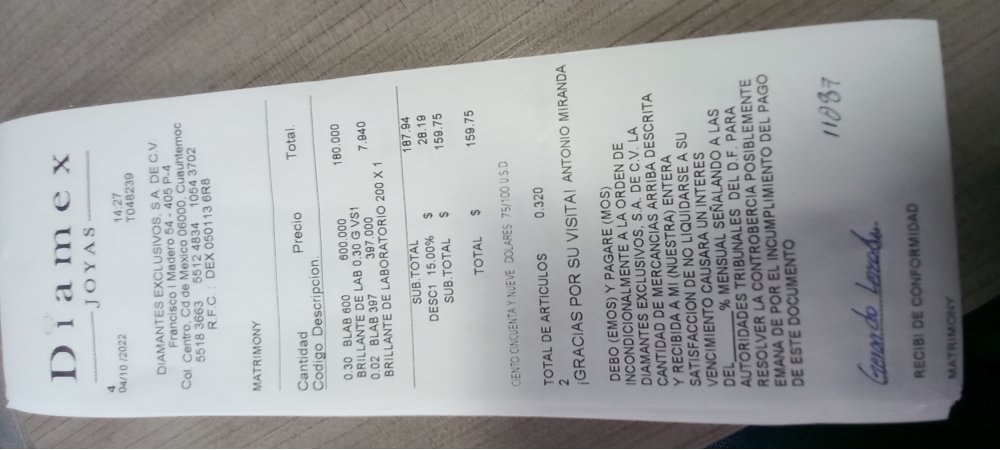 Diamex
JOYAS
4
04/10/2022 14:27
T048239
DIAMANTES EXCLUSIVOS, S.A. DE C.V.
Francisco I Madero 54 - 405 P-4
Col. Centro, Cd de Mexico 06000, Cuauhtemoc
5518 3663 5512 4834 1054 3702
R.F.C. : DEX 050113 6R8
MATRIMONY
Cantidad Precio Total.
Codigo Descripcion.
0.30 BLAB 600 600.000 180.000
BRILLANTE DE LAB 0.30 G VS1
0.02 BLAB 397 397.000 7.940
BRILLANTE DE LABORATORIO 200 X 1
SUB.TOTAL 187.94
DESC1 15.00% $ 28.19
SUB.TOTAL $ 159.75
TOTAL $ 159.75
CIENTO CINCUENTA Y NUEVE DOLARES 75/100 U.S.D.
TOTAL DE ARTICULOS 0.320
2
¡GRACIAS POR SU VISITA! ANTONIO MIRANDA
DEBO (EMOS) Y PAGARE (MOS)
INCONDICIONALMENTE A LA ORDEN DE
DIAMANTES EXCLUSIVOS, S.A. DE C.V. LA
CANTIDAD DE MERCANCIAS ARRIBA DESCRITA
Y RECIBIDA A MI (NUESTRA) ENTERA
SATISFACCION DE NO LIQUIDARSE A SU
VENCIMIENTO CAUSARA UN INTERES
DEL____% MENSUAL SEÑALANDO A LAS
AUTORIDADES TRIBUNALES DEL D.F. PARA
RESOLVER LA CONTROBERCIA POSIBLEMENTE
EMANA DE POR EL INCUMPLIMIENTO DEL PAGO
DE ESTE DOCUMENTO
11087
RECIBI DE CONFORMIDAD
MATRIMONY